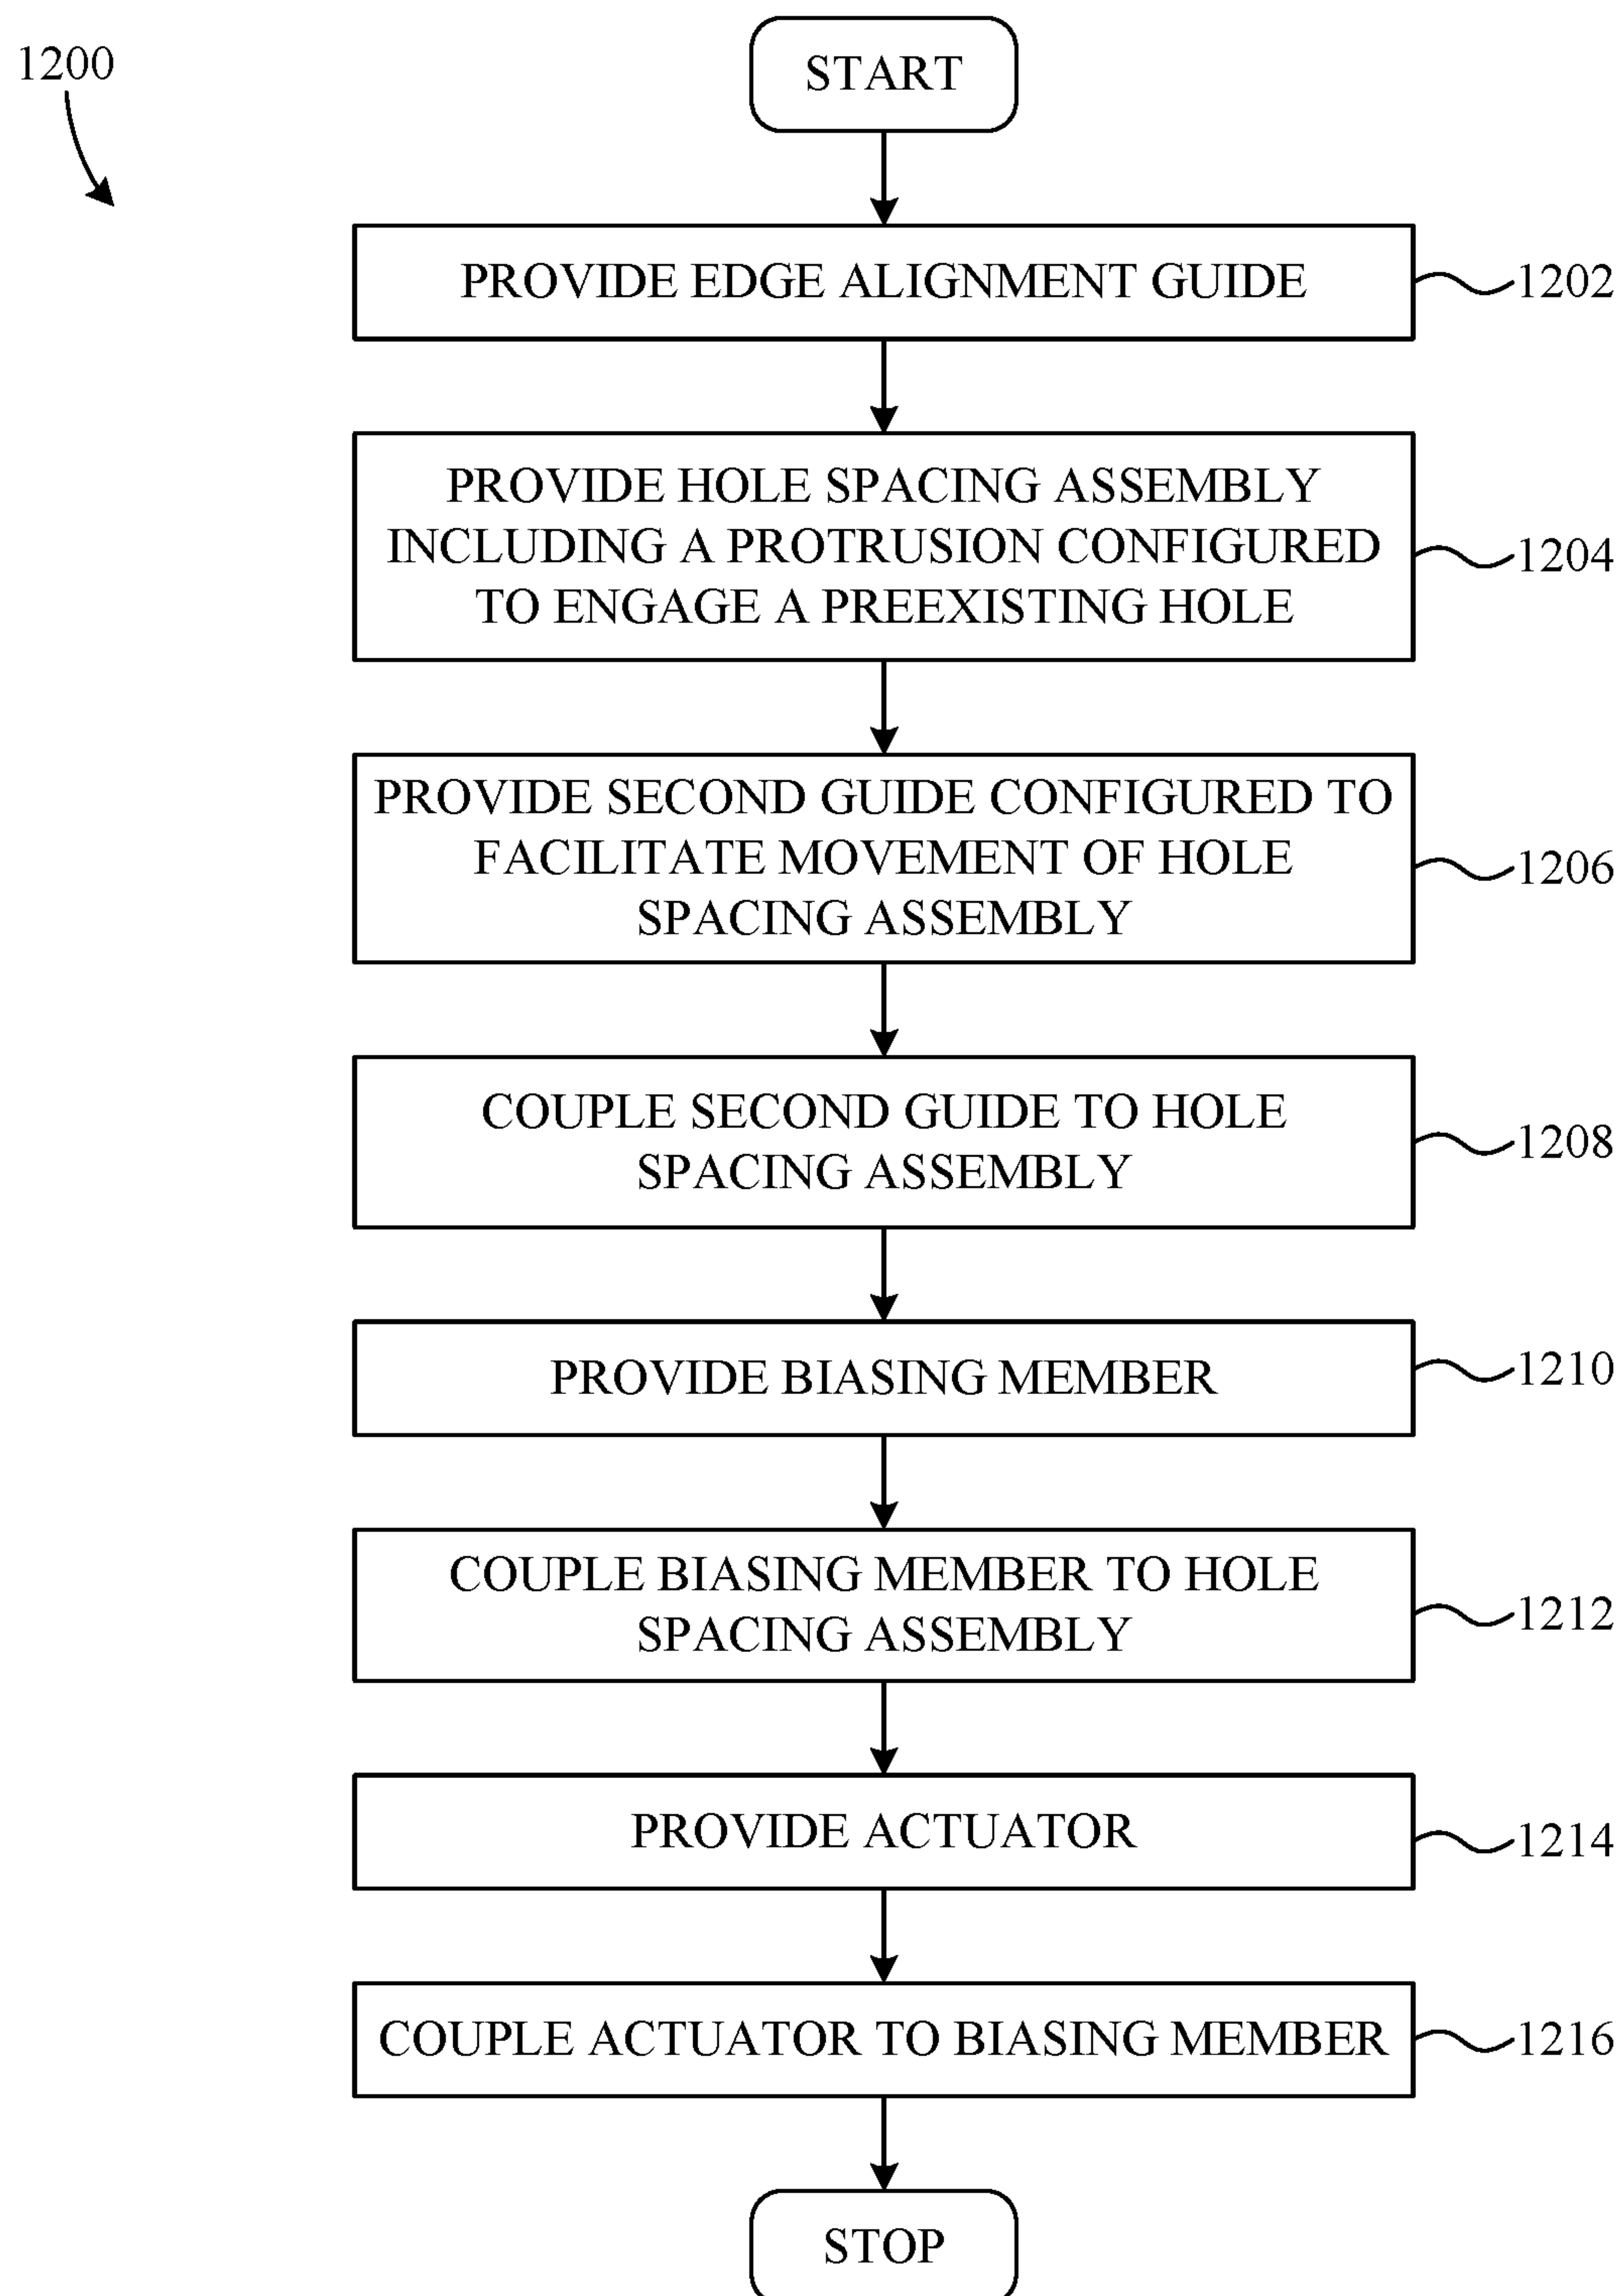 1200
START
PROVIDE EDGE ALIGNMENT GUIDE
1202
PROVIDE HOLE SPACING ASSEMBLY
INCLUDING A PROTRUSION CONFIGURED
TO ENGAGE A PREEXISTING HOLE
1204
PROVIDE SECOND GUIDE CONFIGURED TO
FACILITATE MOVEMENT OF HOLE
SPACING ASSEMBLY
1206
COUPLE SECOND GUIDE TO HOLE
SPACING ASSEMBLY
1208
PROVIDE BIASING MEMBER
1210
COUPLE BIASING MEMBER TO HOLE
SPACING ASSEMBLY
1212
PROVIDE ACTUATOR
1214
COUPLE ACTUATOR TO BIASING MEMBER
1216
STOP